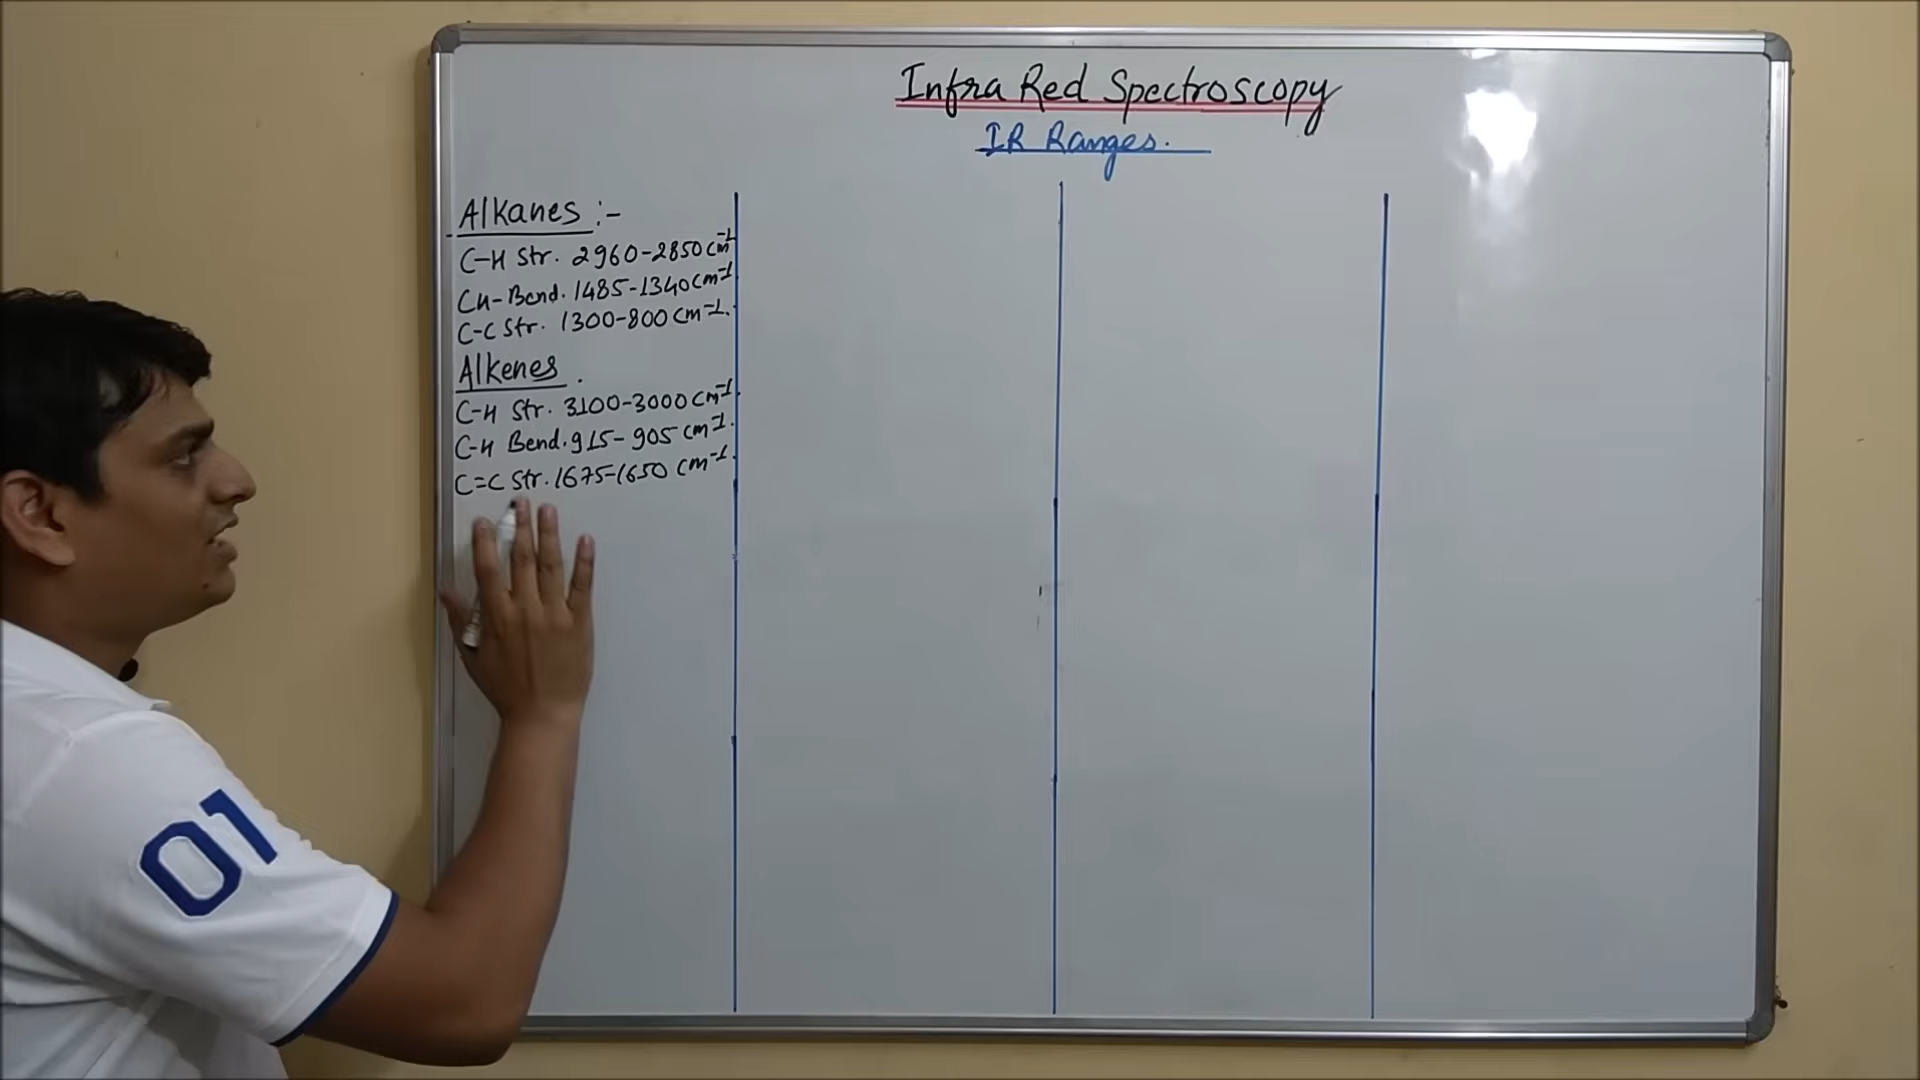 Infra Red Spectroscopy
IR Ranges.
Alkanes :-
C-H Str. 2960-2850 cm⁻¹
CH-Bend. 1485-1340 cm⁻¹
C-C Str. 1300-800 cm⁻¹.
Alkenes.
C-H Str. 3100-3000 cm⁻¹.
C-H Bend. 915-905 cm⁻¹.
C=C Str. 1675-1650 cm⁻¹.
01